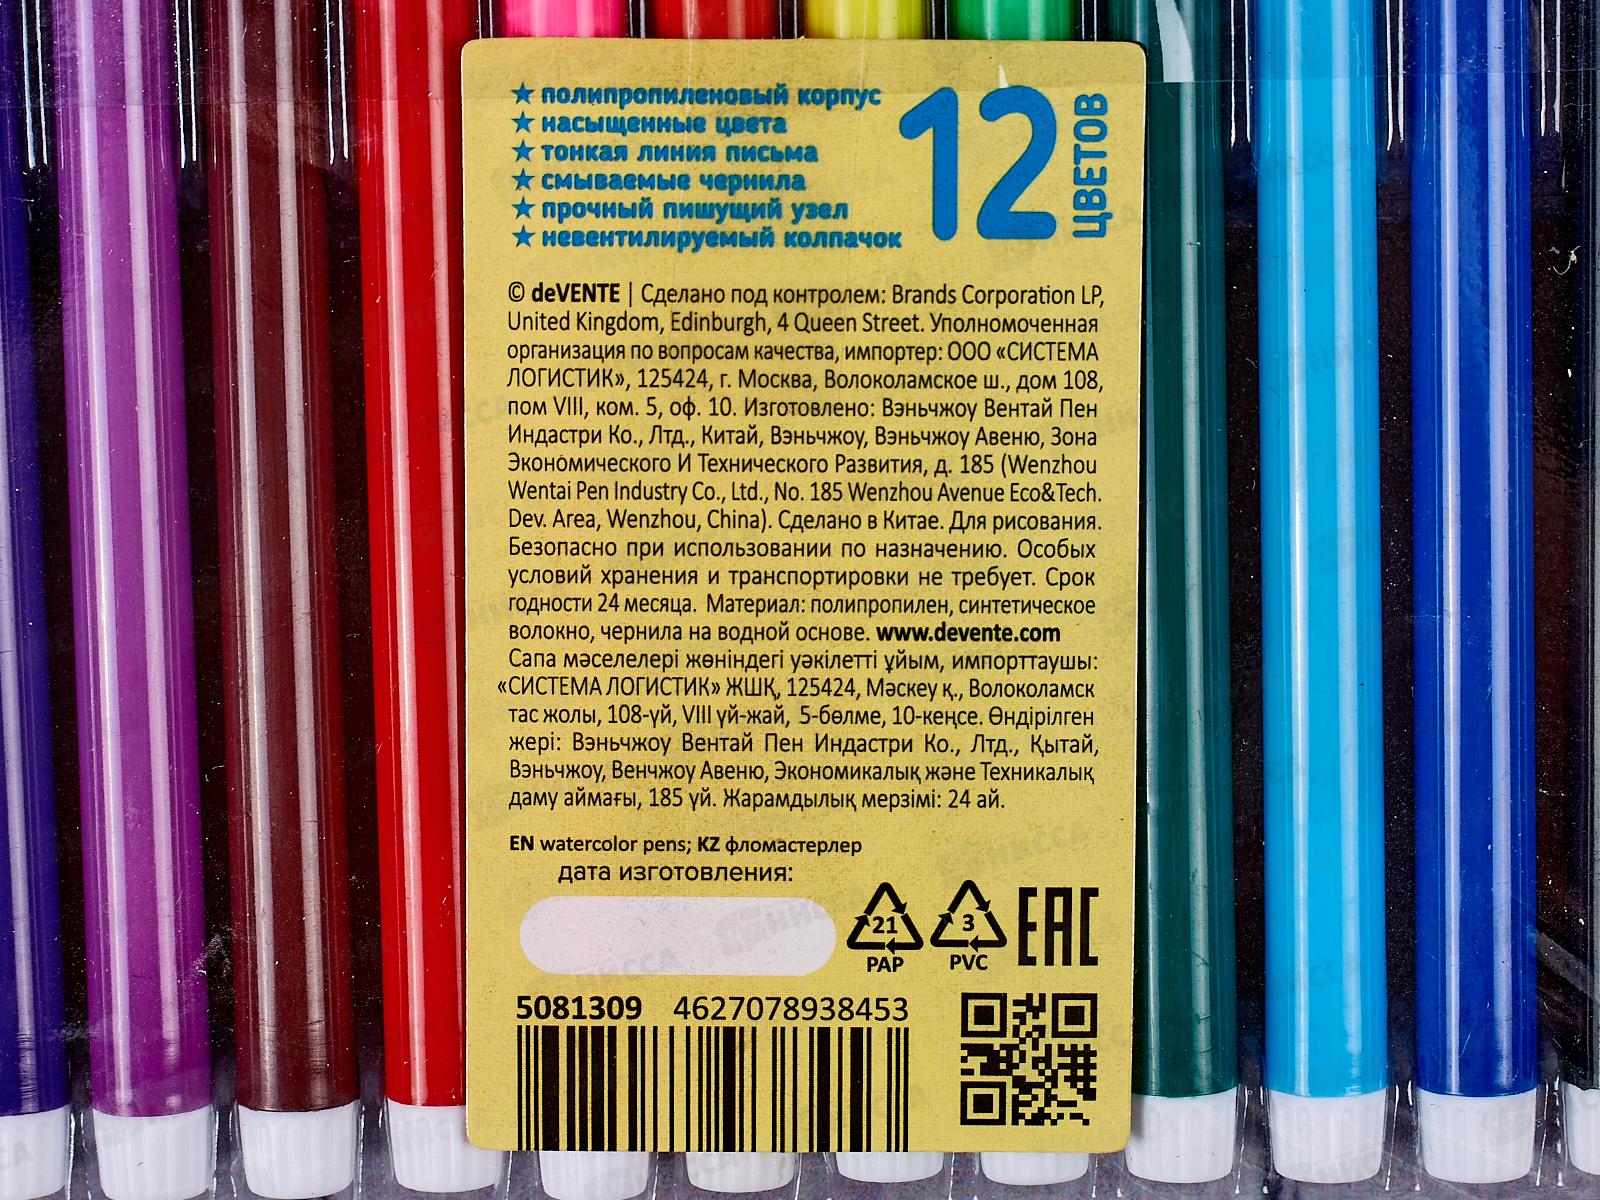 ★ полипропиленовый корпус
★ насыщенные цвета
★ тонкая линия письма
★ смываемые чернила
★ прочный пишущий узел
★ невентилируемый колпачок
12
ЦВЕТОВ
© deVENTE | Сделано под контролем: Brands Corporation LP,
United Kingdom, Edinburgh, 4 Queen Street. Уполномоченная
организация по вопросам качества, импортер: ООО «СИСТЕМА
ЛОГИСТИК», 125424, г. Москва, Волоколамское ш., дом 108,
пом VIII, ком. 5, оф. 10. Изготовлено: Вэньчжоу Вентай Пен
Индастри Ко., Лтд., Китай, Вэньчжоу, Вэньчжоу Авеню, Зона
Экономического И Технического Развития, д. 185 (Wenzhou
Wentai Pen Industry Co., Ltd., No. 185 Wenzhou Avenue Eco&Tech.
Dev. Area, Wenzhou, China). Сделано в Китае. Для рисования.
Безопасно при использовании по назначению. Особых
условий хранения и транспортировки не требует. Срок
годности 24 месяца. Материал: полипропилен, синтетическое
волокно, чернила на водной основе. www.devente.com
Сапа мәселелері жөніндегі уәкілетті ұйым, импорттаушы:
«СИСТЕМА ЛОГИСТИК» ЖШҚ, 125424, Мәскеу қ., Волоколамск
тас жолы, 108-үй, VIII үй-жай, 5-бөлме, 10-кеңсе. Өндірілген
жері: Вэньчжоу Вентай Пен Индастри Ко., Лтд., Қытай,
Вэньчжоу, Венчжоу Авеню, Экономикалық және Техникалық
даму аймағы, 185 үй. Жарамдылық мерзімі: 24 ай.
EN watercolor pens; KZ фломастерлер
дата изготовления:
21
PAP
3
PVC
EAC
5081309 4627078938453